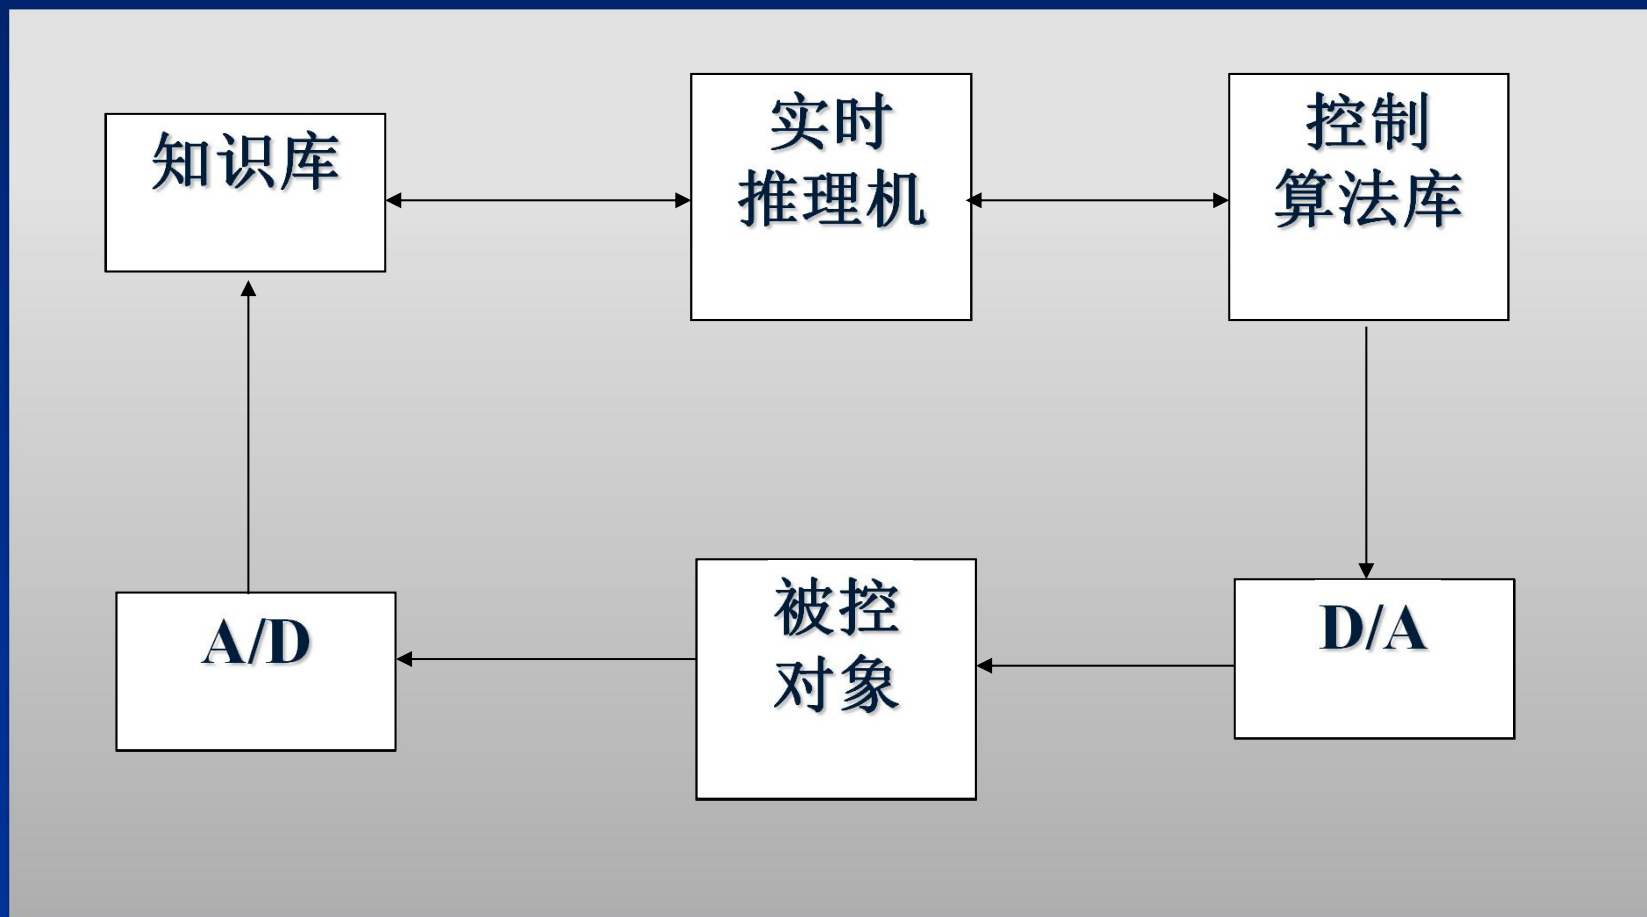 知识库
实时
推理机
控制
算法库
A/D
被控
对象
D/A